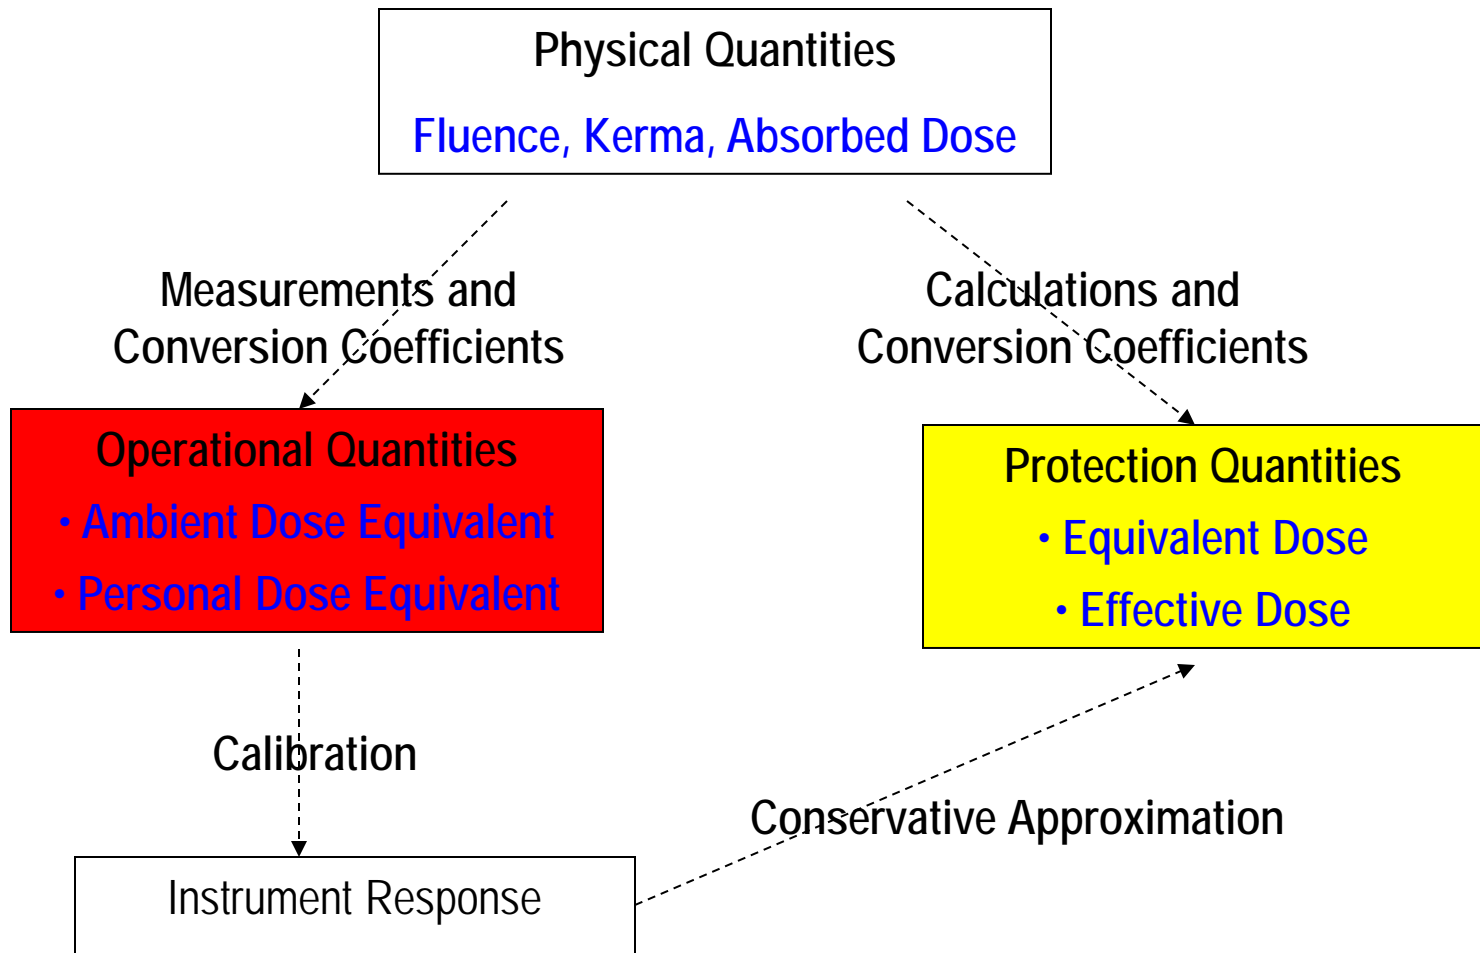 Physical Quantities
Fluence, Kerma, Absorbed Dose
Measurements and
Conversion Coefficients
Calculations and
Conversion Coefficients
Operational Quantities
• Ambient Dose Equivalent
• Personal Dose Equivalent
Protection Quantities
• Equivalent Dose
• Effective Dose
Calibration
Conservative Approximation
Instrument Response